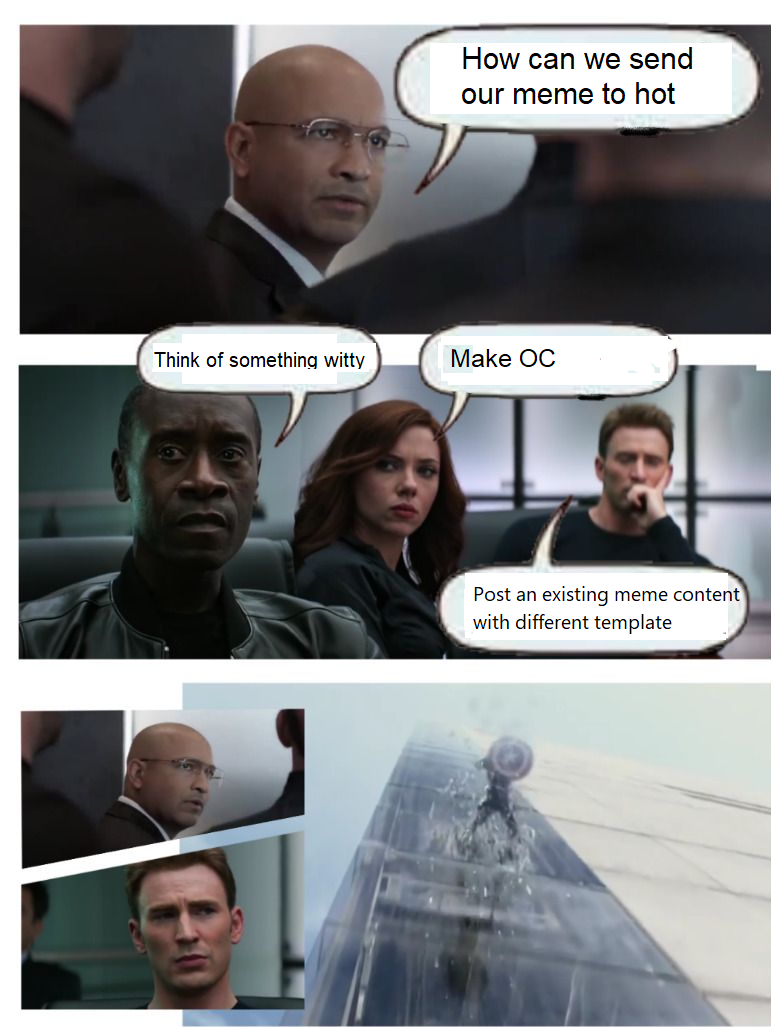 How can we send
our meme to hot
Think of something witty
Make OC
Post an existing meme content
with different template